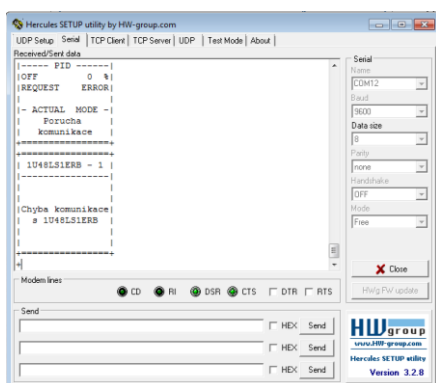 Hercules SETUP utility by HW-group.com
UDP Setup Serial TCP Client TCP Server UDP Test Mode About
Received/Sent data
|----- PID ------|
|OFF 0 %|
|REQUEST ERROR|
| |
|- ACTUAL MODE -|
| Porucha |
| komunikace |
+================+
+================+
| 1U48LS1ERB - 1 |
|----------------|
| |
| |
|Chyba komunikace|
| s 1U48LS1ERB |
| |
| |
+================+
+
Serial
Name
COM12
Baud
9600
Data size
8
Parity
none
Handshake
OFF
Mode
Free
Close
HWg FW update
Modem lines
CD RI DSR CTS DTR RTS
Send
HEX Send
HEX Send
HEX Send
HW group
www.HW-group.com
Hercules SETUP utility
Version 3.2.8